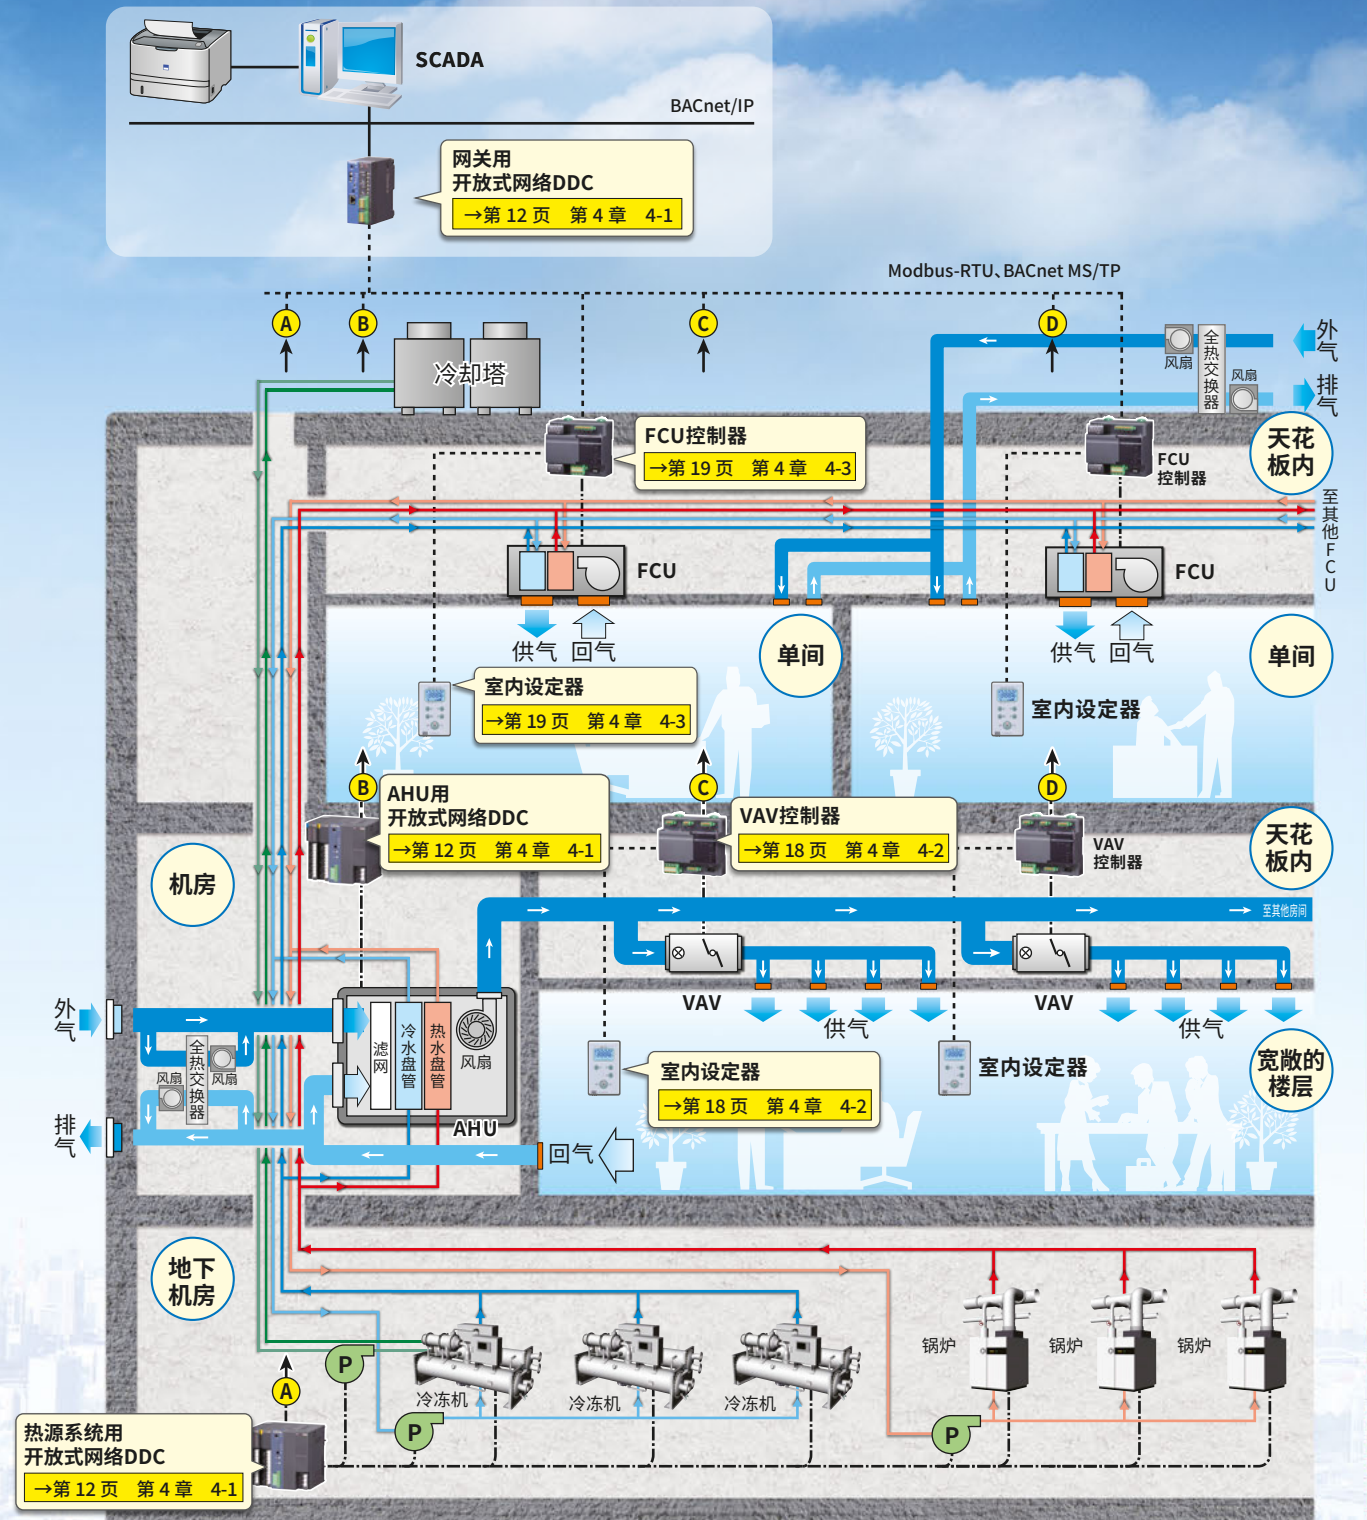 SCADA
BACnet/IP
网关用
开放式网络DDC
→第 12 页 第 4 章 4-1
Modbus-RTU、BACnet MS/TP
A
B
C
D
冷却塔
风扇
全热交换器
风扇
外气
排气
天花
板内
FCU控制器
→第 19 页 第 4 章 4-3
FCU
控制器
至其他FCU
FCU
FCU
供气
回气
单间
供气
回气
单间
室内设定器
→第 19 页 第 4 章 4-3
室内设定器
B
C
D
AHU用
开放式网络DDC
→第 12 页 第 4 章 4-1
VAV控制器
→第 18 页 第 4 章 4-2
VAV
控制器
天花
板内
机房
至其他房间
VAV
VAV
供气
供气
外气
全热交换器
风扇
风扇
排气
滤网
冷水盘管
热水盘管
风扇
AHU
室内设定器
→第 18 页 第 4 章 4-2
室内设定器
宽敞的
楼层
回气
地下
机房
锅炉
锅炉
锅炉
P
A
冷冻机
冷冻机
冷冻机
P
P
热源系统用
开放式网络DDC
→第 12 页 第 4 章 4-1